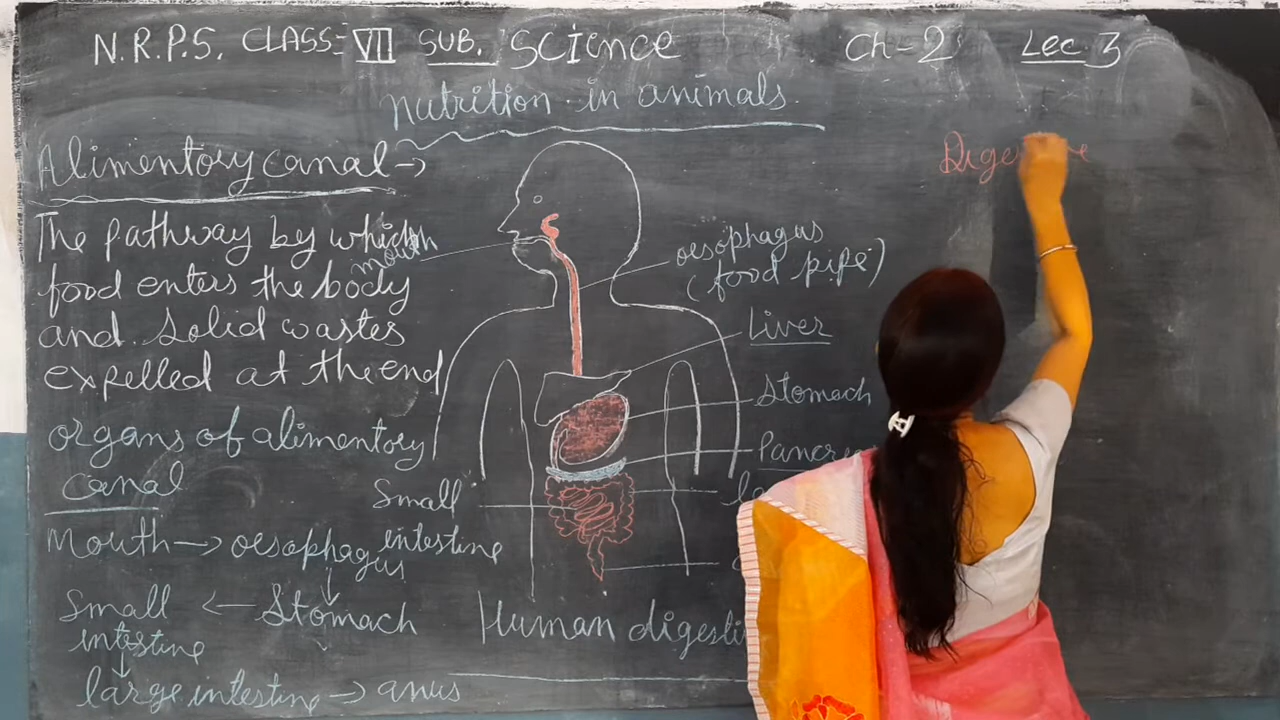 N.R.P.S. CLASS-VII SUB. Science Ch-2 Lec 3
Nutrition in animals
Alimentory canal →
The pathway by which
food enters the body
and solid wastes
expelled at the end
organs of alimentory
canal
Mouth → oesophagus
↓
Small ← Stomach
intestine
↓
large intestine → anus
mouth
Small
intestine
oesophagus
(food pipe)
Liver
Stomach
Human